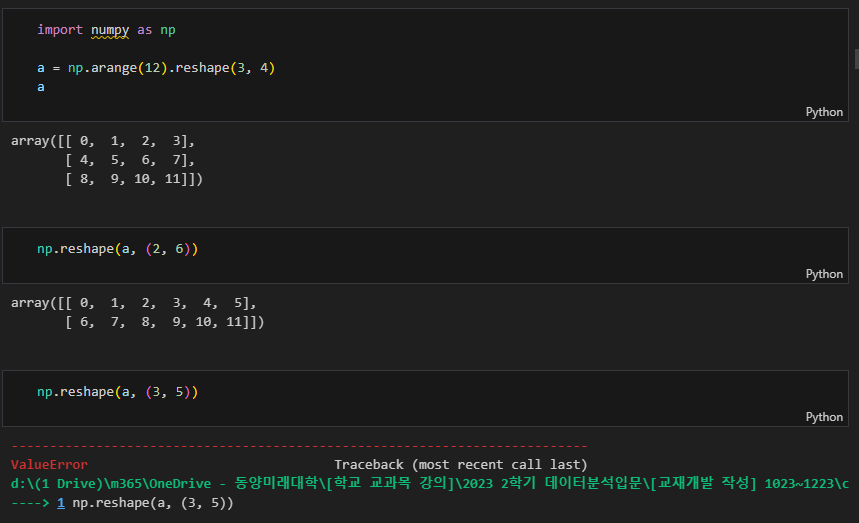 import numpy as np
a = np.arange(12).reshape(3, 4)
a
Python
array([[ 0,  1,  2,  3],
       [ 4,  5,  6,  7],
       [ 8,  9, 10, 11]])
np.reshape(a, (2, 6))
Python
array([[ 0,  1,  2,  3,  4,  5],
       [ 6,  7,  8,  9, 10, 11]])
np.reshape(a, (3, 5))
Python
---------------------------------------------------------------------------
ValueError                                Traceback (most recent call last)
d:\(1 Drive)\m365\OneDrive - 동양미래대학\[학교 교과목 강의]\2023 2학기 데이터분석입문\[교재개발 작성] 1023~1223\c
----> 1 np.reshape(a, (3, 5))